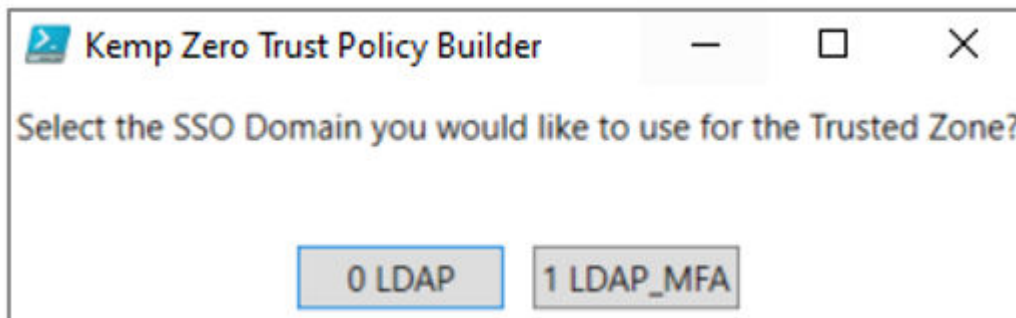 Kemp Zero Trust Policy Builder
Select the SSO Domain you would like to use for the Trusted Zone?
0 LDAP 1 LDAP_MFA